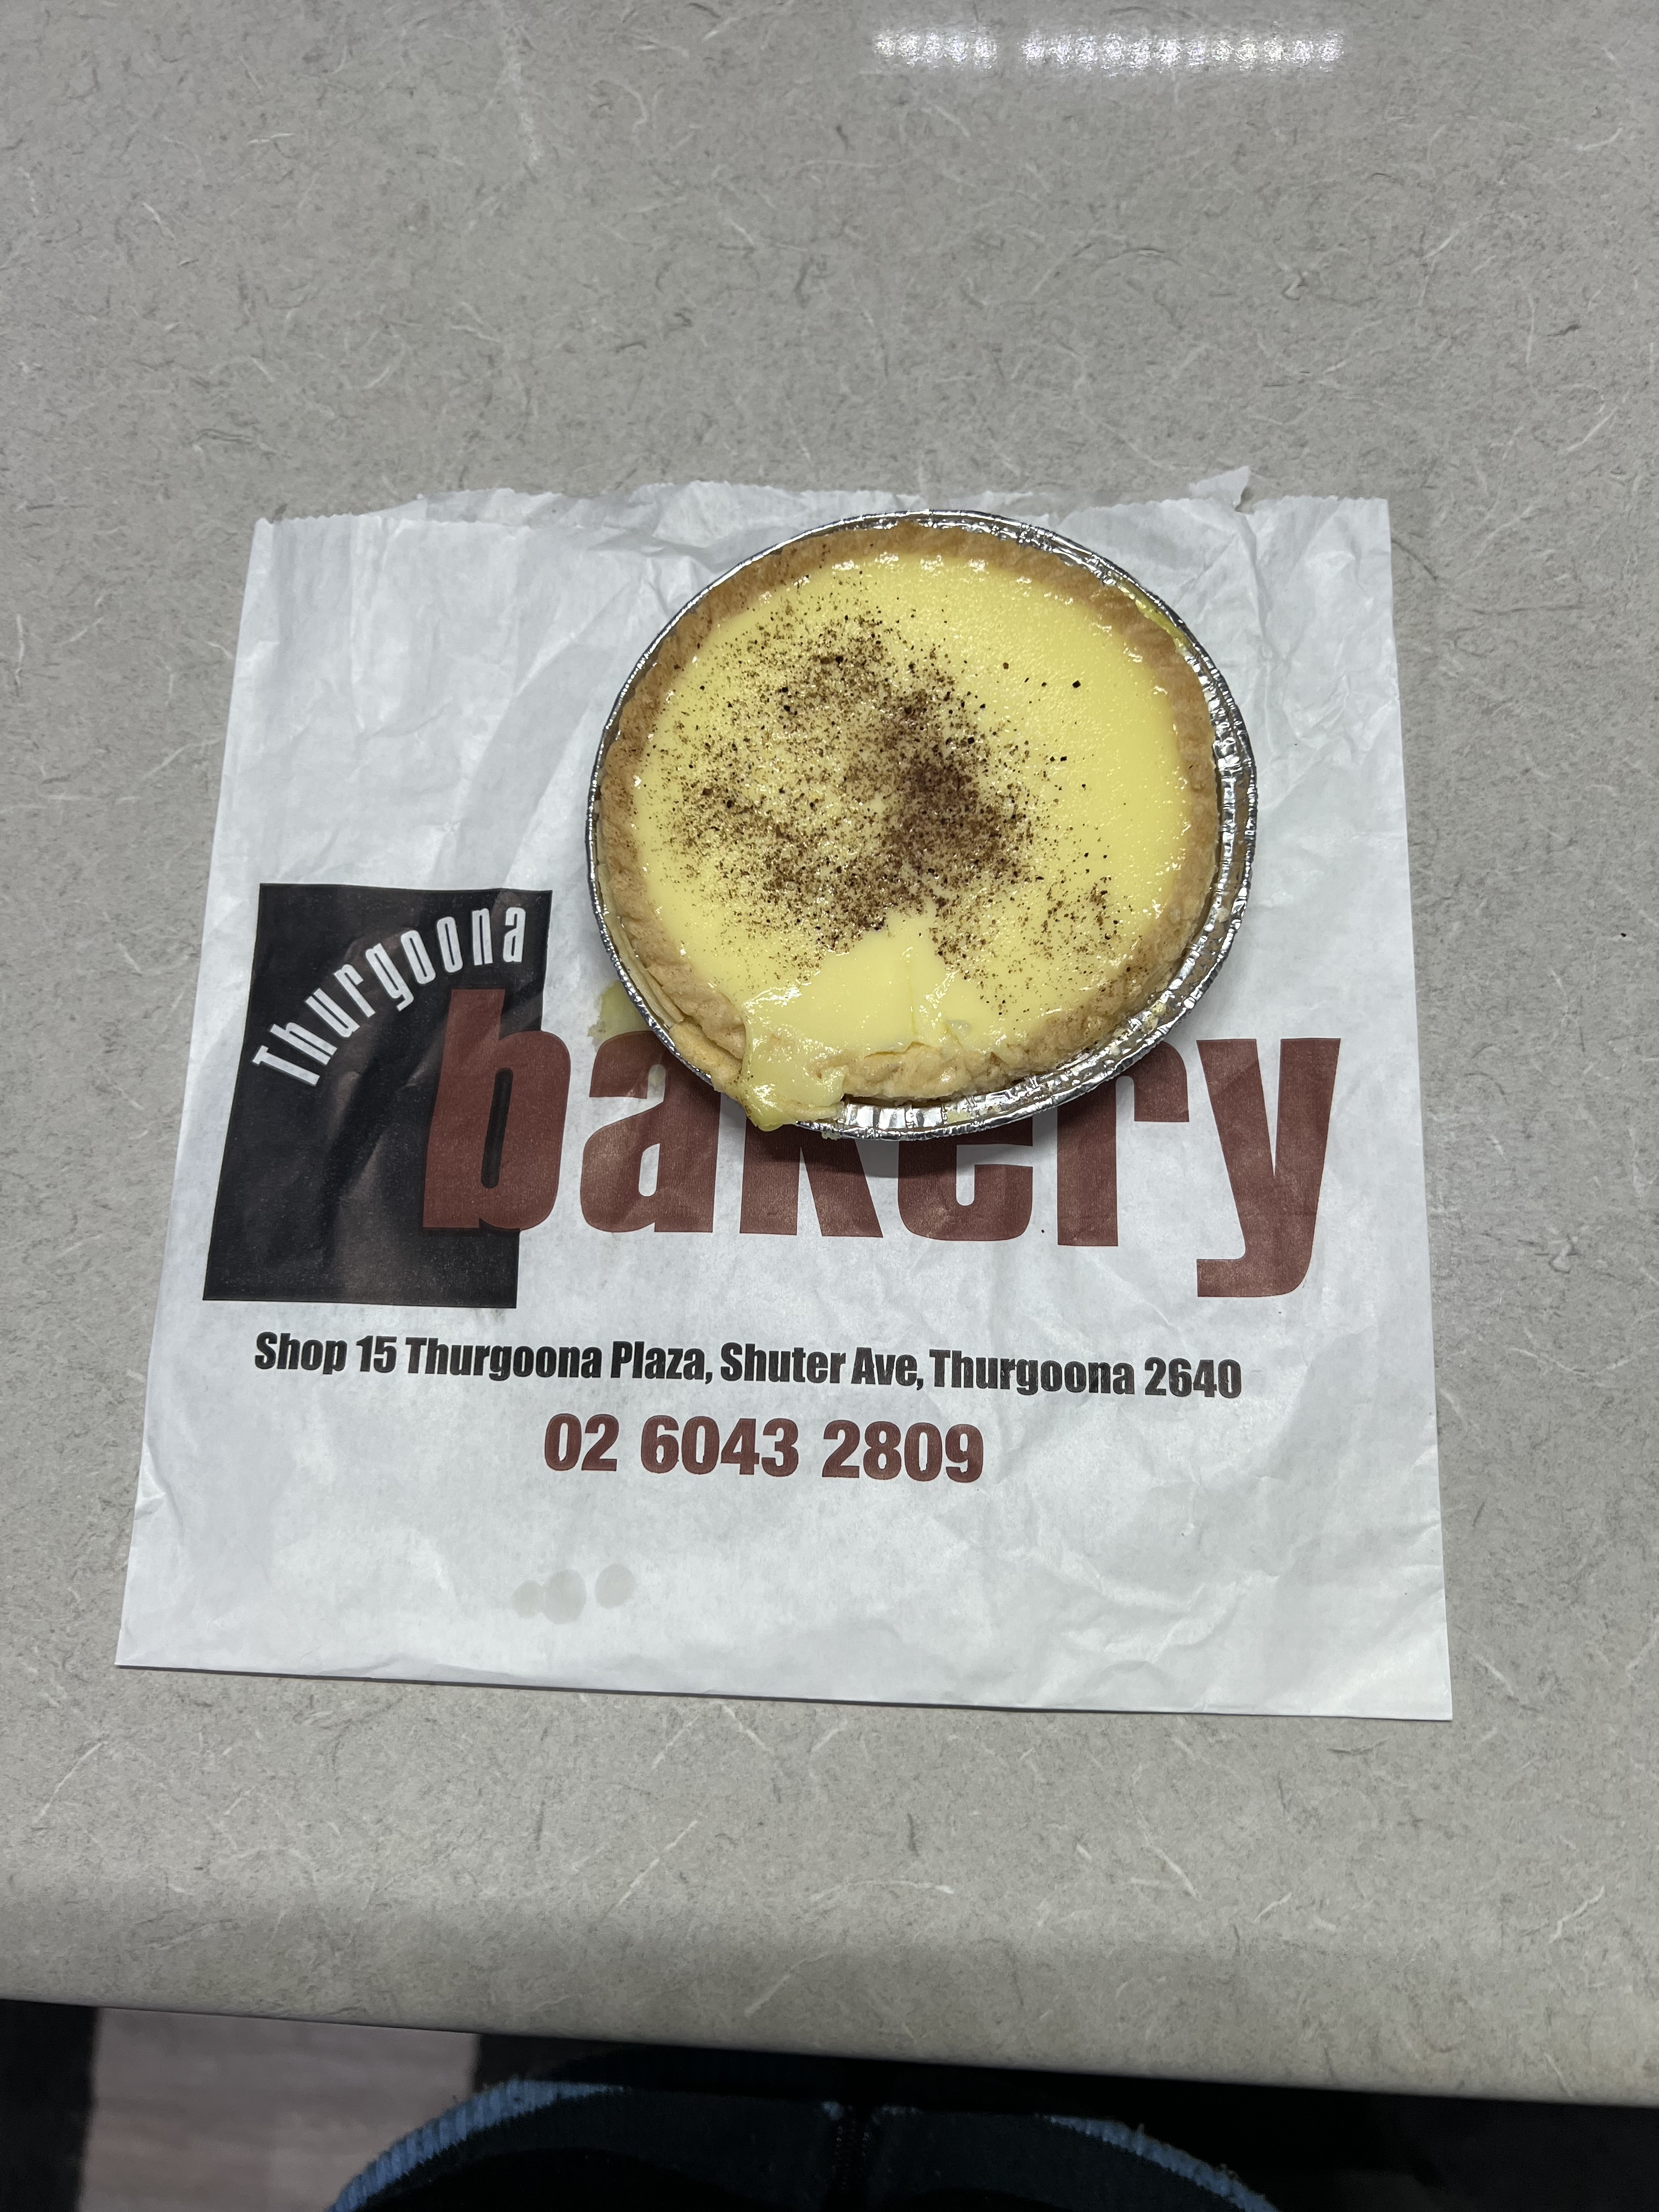 Thurgoona
bakery
Shop 15 Thurgoona Plaza, Shuter Ave, Thurgoona 2640
02 6043 2809